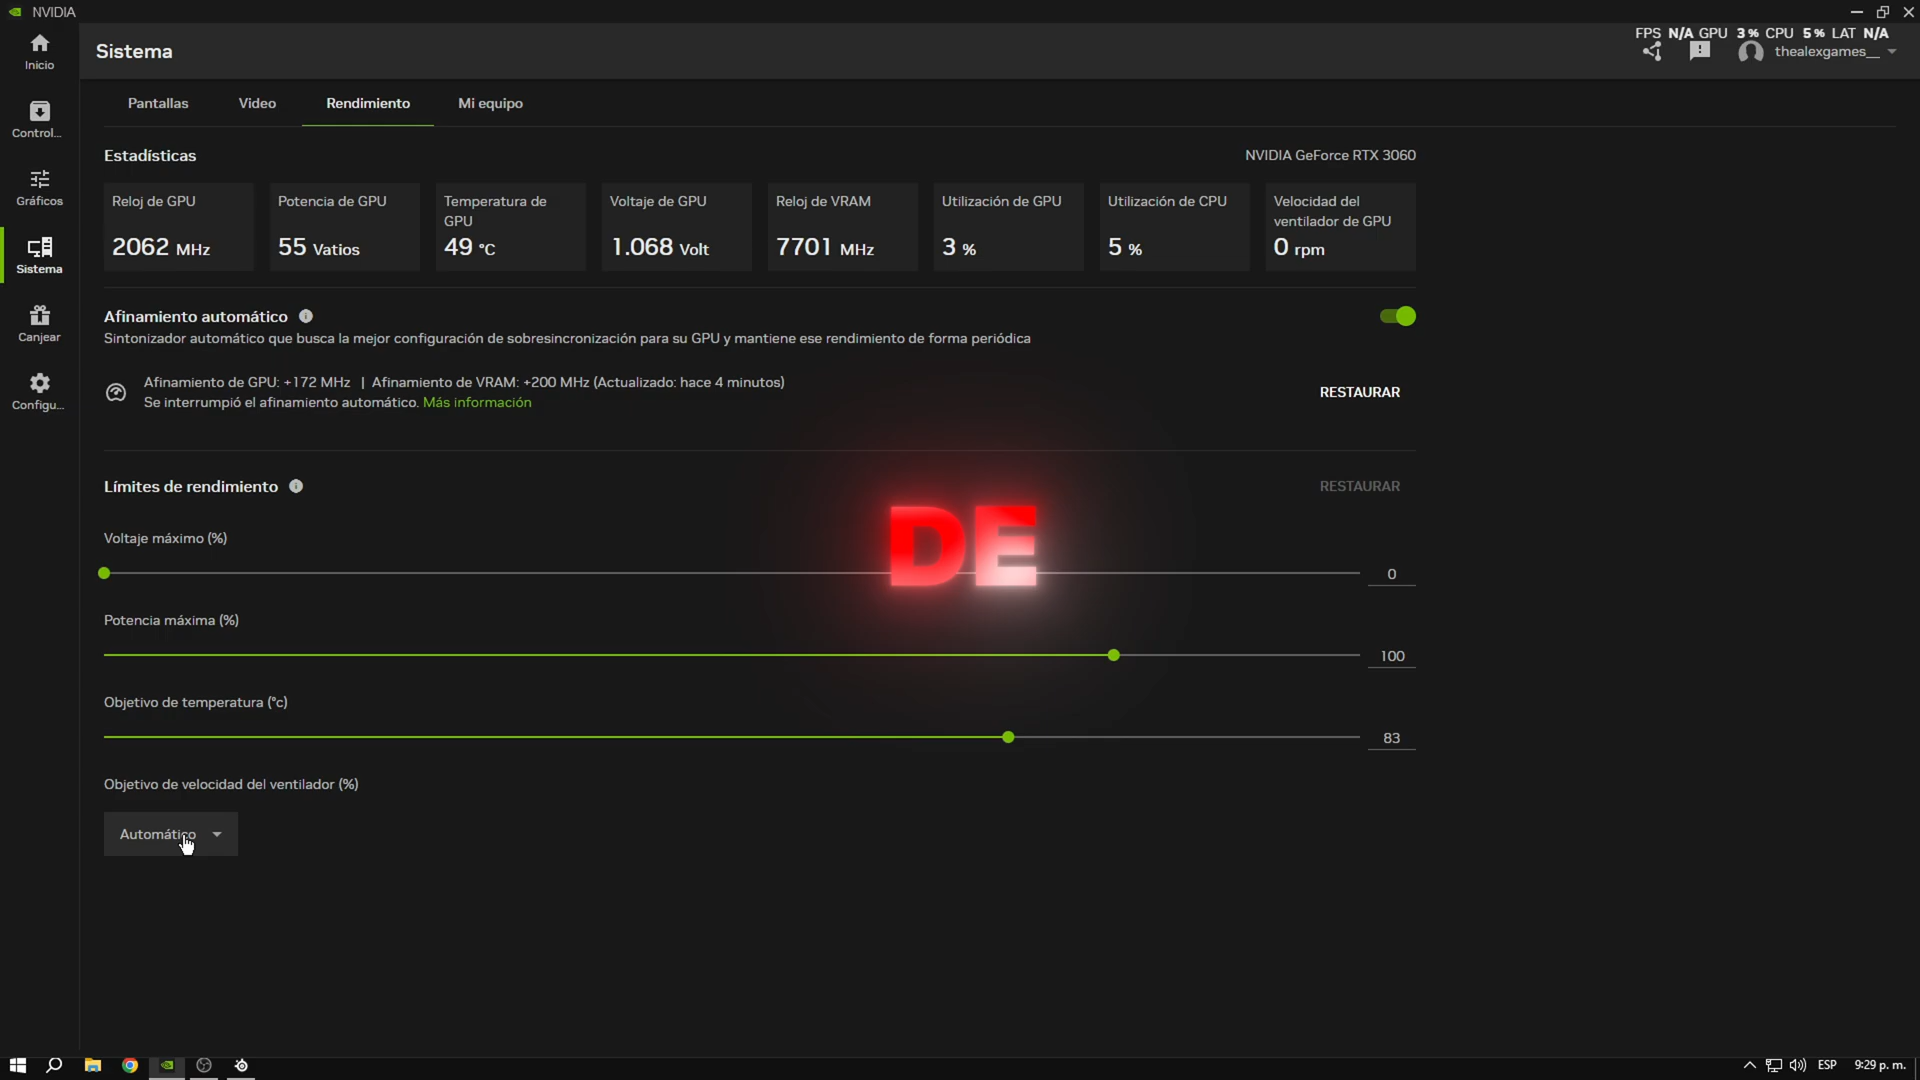 NVIDIA
FPS N/A GPU 3% CPU 5% LAT N/A
Inicio
Sistema
thealexgames__
Control...
Pantallas Video Rendimiento Mi equipo
Estadísticas
NVIDIA GeForce RTX 3060
Gráficos
Reloj de GPU
2062 MHz
Potencia de GPU
55 Vatios
Temperatura de
GPU
49 °C
Voltaje de GPU
1.068 Volt
Reloj de VRAM
7701 MHz
Utilización de GPU
3 %
Utilización de CPU
5 %
Velocidad del
ventilador de GPU
0 rpm
Sistema
Canjear
Configu...
Afinamiento automático
Sintonizador automático que busca la mejor configuración de sobresincronización para su GPU y mantiene ese rendimiento de forma periódica
Afinamiento de GPU: +172 MHz | Afinamiento de VRAM: +200 MHz (Actualizado: hace 4 minutos)
Se interrumpió el afinamiento automático. Más información
RESTAURAR
Límites de rendimiento
RESTAURAR
Voltaje máximo (%)
0
DE
Potencia máxima (%)
100
Objetivo de temperatura (°c)
83
Objetivo de velocidad del ventilador (%)
Automático
ESP
9:29 p. m.